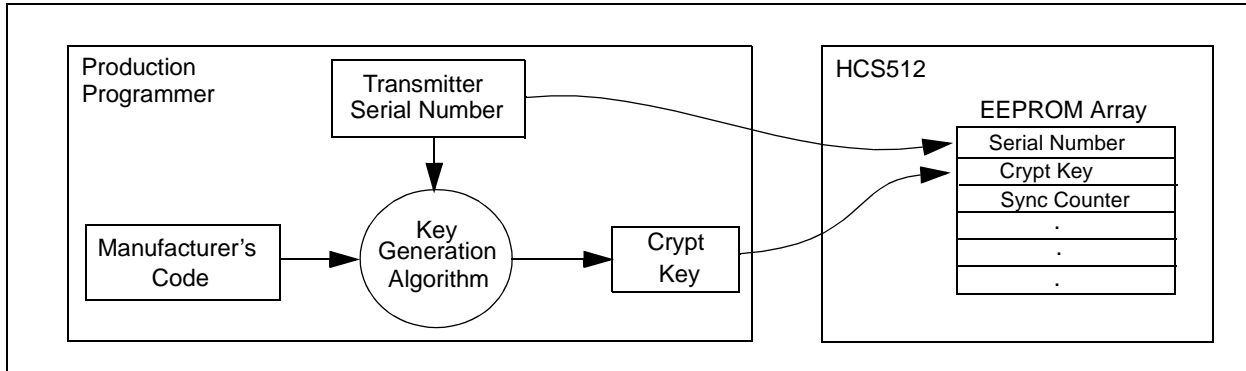 Production
Programmer
Transmitter
Serial Number
Manufacturer's
Code
Key
Generation
Algorithm
Crypt
Key
HCS512
EEPROM Array
Serial Number
Crypt Key
Sync Counter
.
.
.